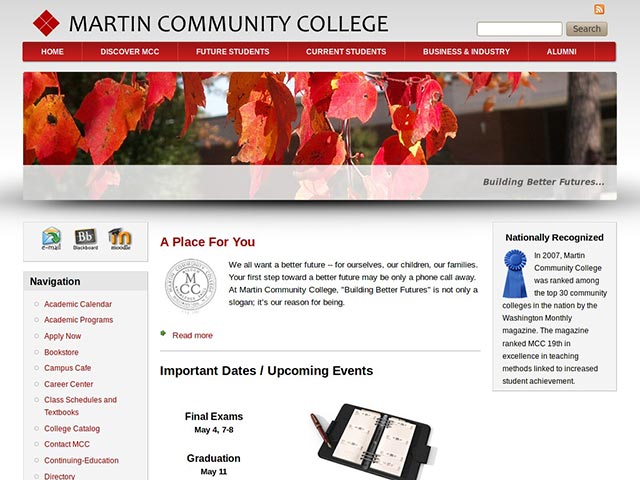 MARTIN COMMUNITY COLLEGE
Search
HOME
DISCOVER MCC
FUTURE STUDENTS
CURRENT STUDENTS
BUSINESS & INDUSTRY
ALUMNI
Building Better Futures...
e-mail
Bb
Blackboard
moodle
Navigation
Academic Calendar
Academic Programs
Apply Now
Bookstore
Campus Cafe
Career Center
Class Schedules and
Textbooks
College Catalog
Contact MCC
Continuing-Education
Directory
A Place For You
MCC
We all want a better future -- for ourselves, our children, our families.
Your first step toward a better future may be only a phone call away.
At Martin Community College, "Building Better Futures" is not only a
slogan; it's our reason for being.
Read more
Important Dates / Upcoming Events
Final Exams
May 4, 7-8
Graduation
May 11
Nationally Recognized
In 2007, Martin
Community College
was ranked among
the top 30 community
colleges in the nation by the
Washington Monthly
magazine. The magazine
ranked MCC 19th in
excellence in teaching
methods linked to increased
student achievement.